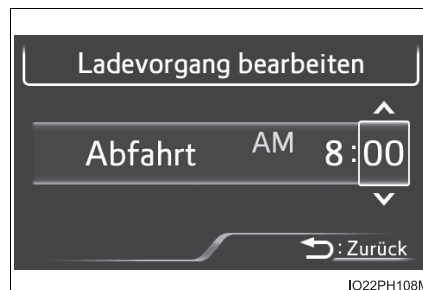 Ladevorgang bearbeiten
Abfahrt AM 8:00
: Zurück
IO22PH108M